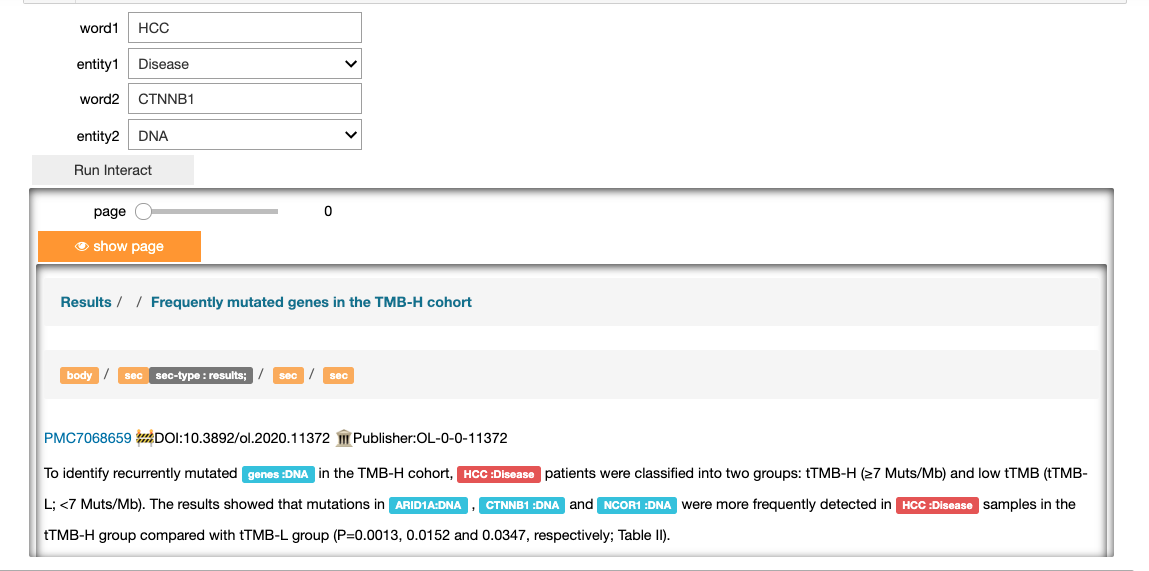 word1 HCC
entity1 Disease
word2 CTNNB1
entity2 DNA
Run Interact
page 0
show page
Results / / Frequently mutated genes in the TMB-H cohort
body / sec sec-type : results; / sec / sec
PMC7068659 DOI:10.3892/ol.2020.11372 Publisher:OL-0-0-11372
To identify recurrently mutated genes :DNA in the TMB-H cohort, HCC :Disease patients were classified into two groups: tTMB-H (≥7 Muts/Mb) and low tTMB (tTMB-
L; <7 Muts/Mb). The results showed that mutations in ARID1A:DNA , CTNNB1 :DNA and NCOR1 :DNA were more frequently detected in HCC :Disease samples in the
tTMB-H group compared with tTMB-L group (P=0.0013, 0.0152 and 0.0347, respectively; Table II).